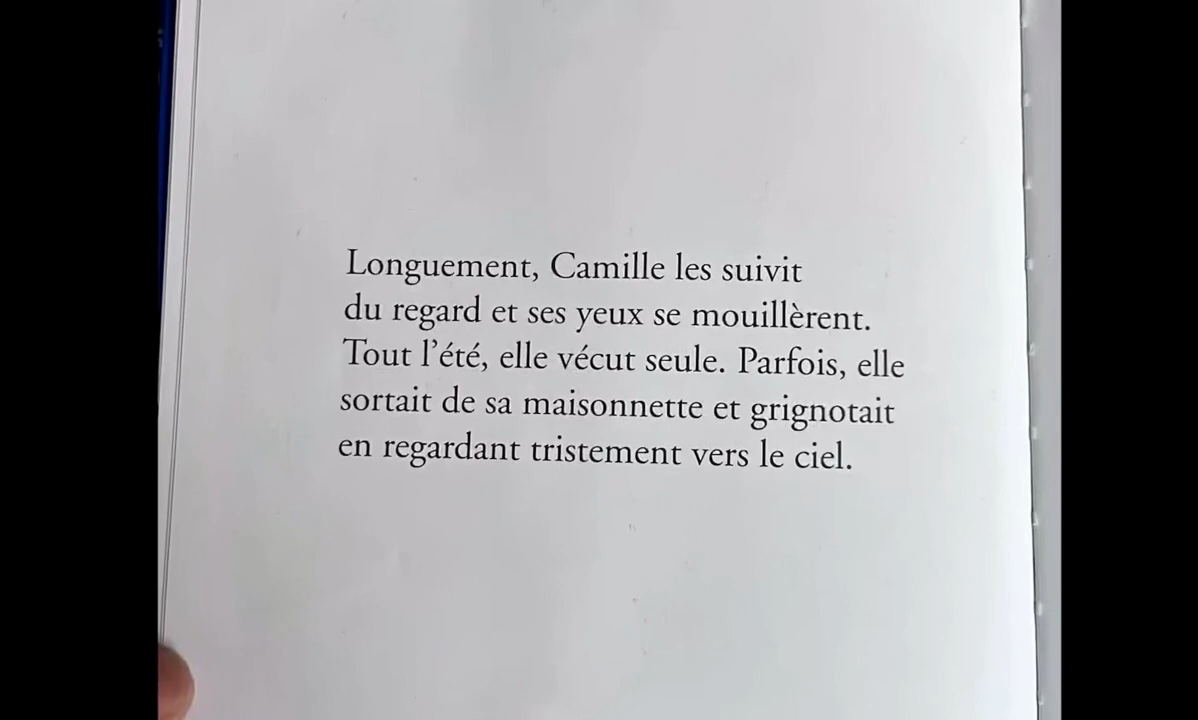 Longuement, Camille les suivit
du regard et ses yeux se mouillèrent.
Tout l’été, elle vécut seule. Parfois, elle
sortait de sa maisonnette et grignotait
en regardant tristement vers le ciel.